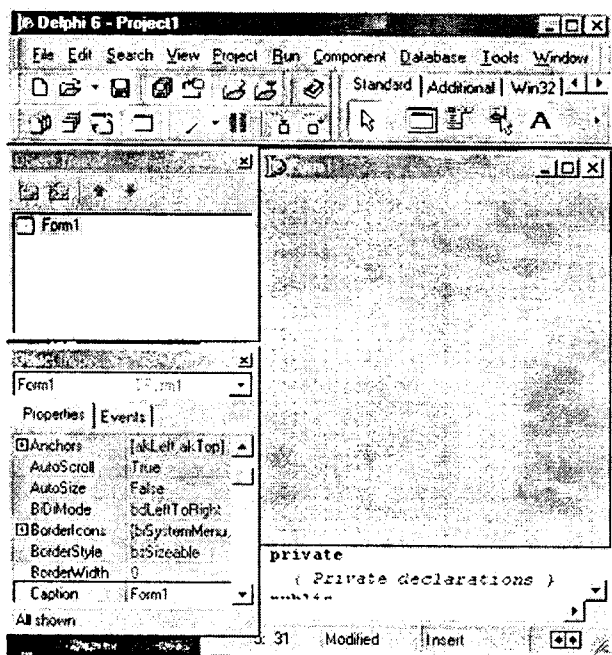 Delphi 6 - Project1
File Edit Search View Project Run Component Database Tools Window
Standard Additional Win32
A
Form1
Form1
Properties Events
Anchors [akLeft,akTop]
AutoScroll True
AutoSize False
BiDiMode bdLeftToRight
BorderIcons [biSystemMenu,
BorderStyle bsSizeable
BorderWidth 0
Caption Form1
All shown
private
{ Private declarations }
31 Modified Insert